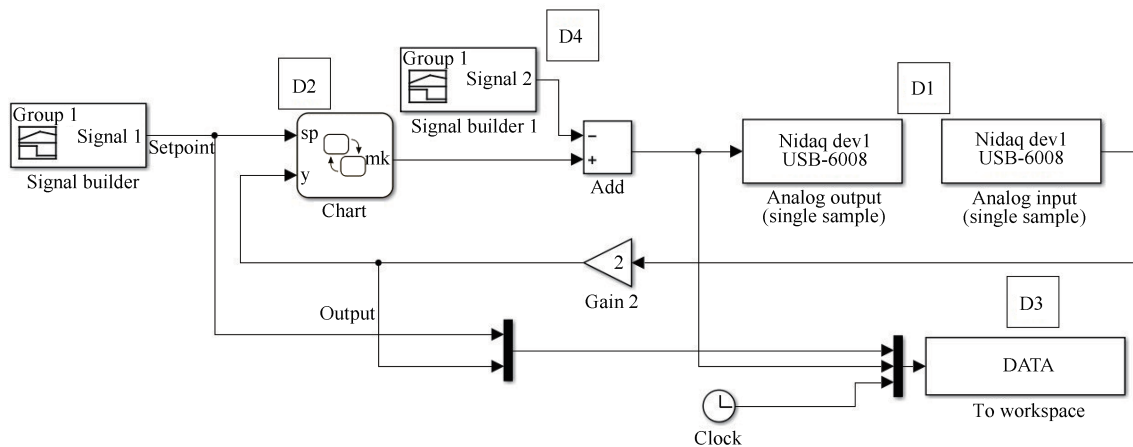 D4
Group 1
Signal 2
Signal builder 1
D2
D1
Group 1
Signal 1
Signal builder
Setpoint
sp
mk
y
Chart
−
+
Add
Nidaq dev1
USB-6008
Analog output
(single sample)
Nidaq dev1
USB-6008
Analog input
(single sample)
2
Gain 2
Output
D3
DATA
To workspace
Clock